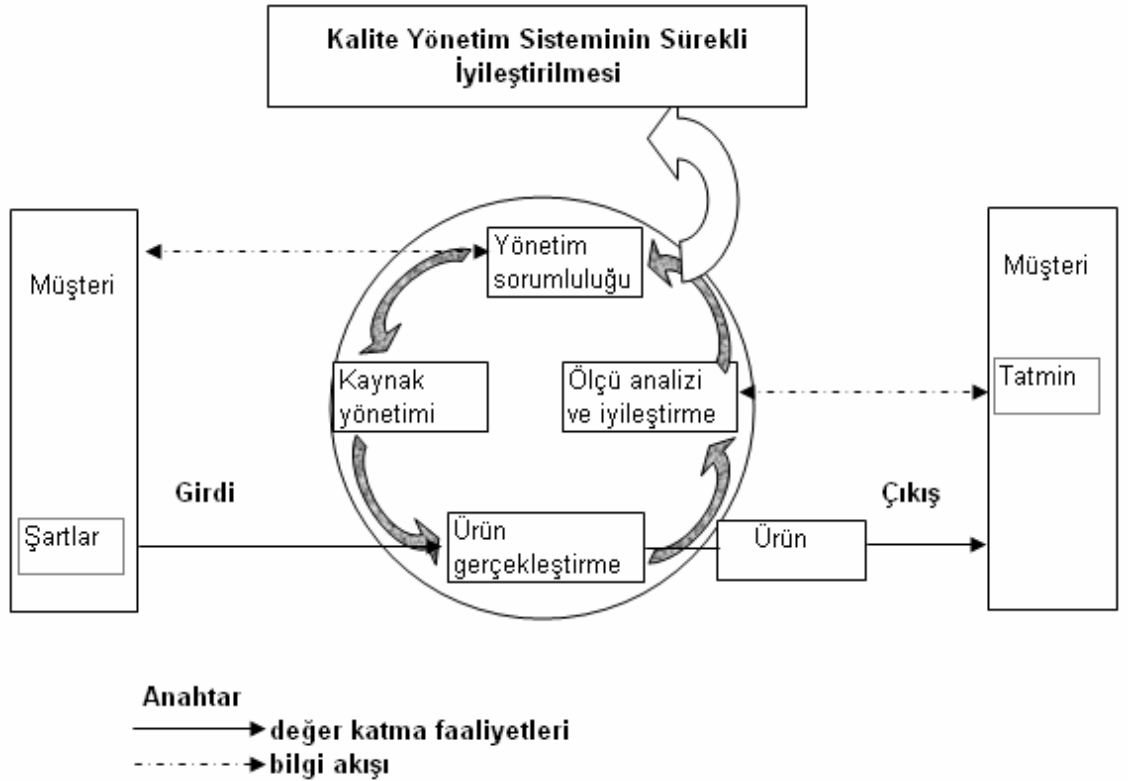 Kalite Yönetim Sisteminin Sürekli
İyileştirilmesi
Müşteri
Yönetim
sorumluluğu
Müşteri
Kaynak
yönetimi
Ölçü analizi
ve iyileştirme
Tatmin
Girdi
Çıkış
Şartlar
Ürün
gerçekleştirme
Ürün
Anahtar
değer katma faaliyetleri
bilgi akışı